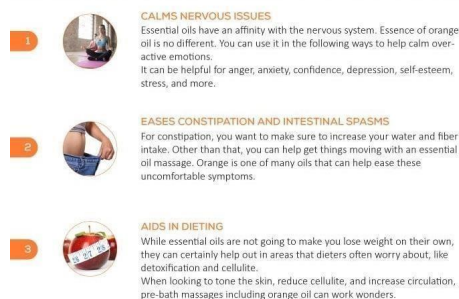 1
CALMS NERVOUS ISSUES
Essential oils have an affinity with the nervous system. Essence of orange
oil is no different. You can use it in the following ways to help calm over-
active emotions.
It can be helpful for anger, anxiety, confidence, depression, self-esteem,
stress, and more.
2
EASES CONSTIPATION AND INTESTINAL SPASMS
For constipation, you want to make sure to increase your water and fiber
intake. Other than that, you can help get things moving with an essential
oil massage. Orange is one of many oils that can help ease these
uncomfortable symptoms.
3
AIDS IN DIETING
While essential oils are not going to make you lose weight on their own,
they can certainly help out in areas that dieters often worry about, like
detoxification and cellulite.
When looking to tone the skin, reduce cellulite, and increase circulation,
pre-bath massages including orange oil can work wonders.